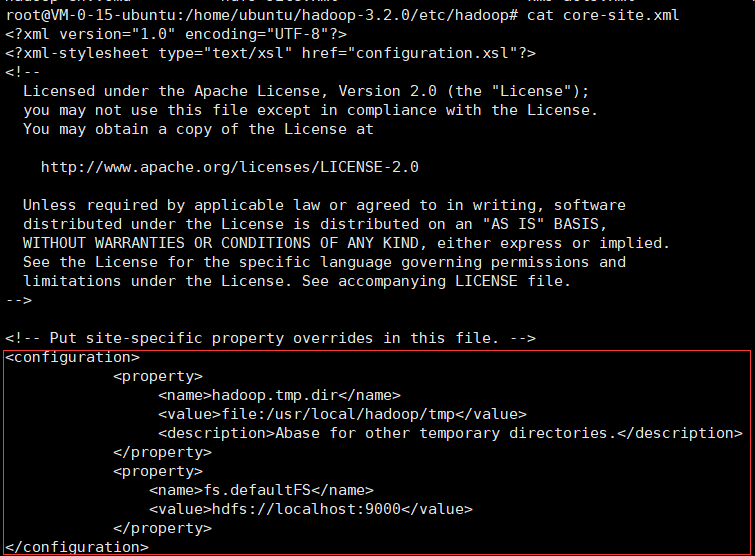 root@VM-0-15-ubuntu:/home/ubuntu/hadoop-3.2.0/etc/hadoop# cat core-site.xml
<?xml version="1.0" encoding="UTF-8"?>
<?xml-stylesheet type="text/xsl" href="configuration.xsl"?>
<!--
  Licensed under the Apache License, Version 2.0 (the "License");
  you may not use this file except in compliance with the License.
  You may obtain a copy of the License at

    http://www.apache.org/licenses/LICENSE-2.0

  Unless required by applicable law or agreed to in writing, software
  distributed under the License is distributed on an "AS IS" BASIS,
  WITHOUT WARRANTIES OR CONDITIONS OF ANY KIND, either express or implied.
  See the License for the specific language governing permissions and
  limitations under the License. See accompanying LICENSE file.
-->

<!-- Put site-specific property overrides in this file. -->
<configuration>
            <property>
                 <name>hadoop.tmp.dir</name>
                 <value>file:/usr/local/hadoop/tmp</value>
                 <description>Abase for other temporary directories.</description>
            </property>
            <property>
                <name>fs.defaultFS</name>
                <value>hdfs://localhost:9000</value>
            </property>
</configuration>